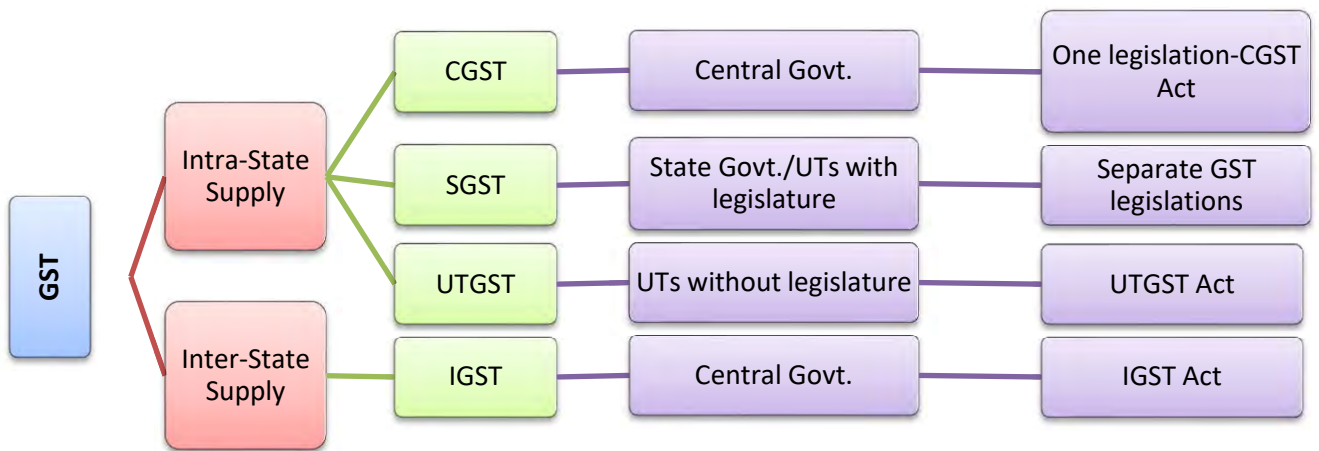 GST
Intra-State
Supply
CGST
Central Govt.
One legislation-CGST
Act
SGST
State Govt./UTs with
legislature
Separate GST
legislations
UTGST
UTs without legislature
UTGST Act
Inter-State
Supply
IGST
Central Govt.
IGST Act